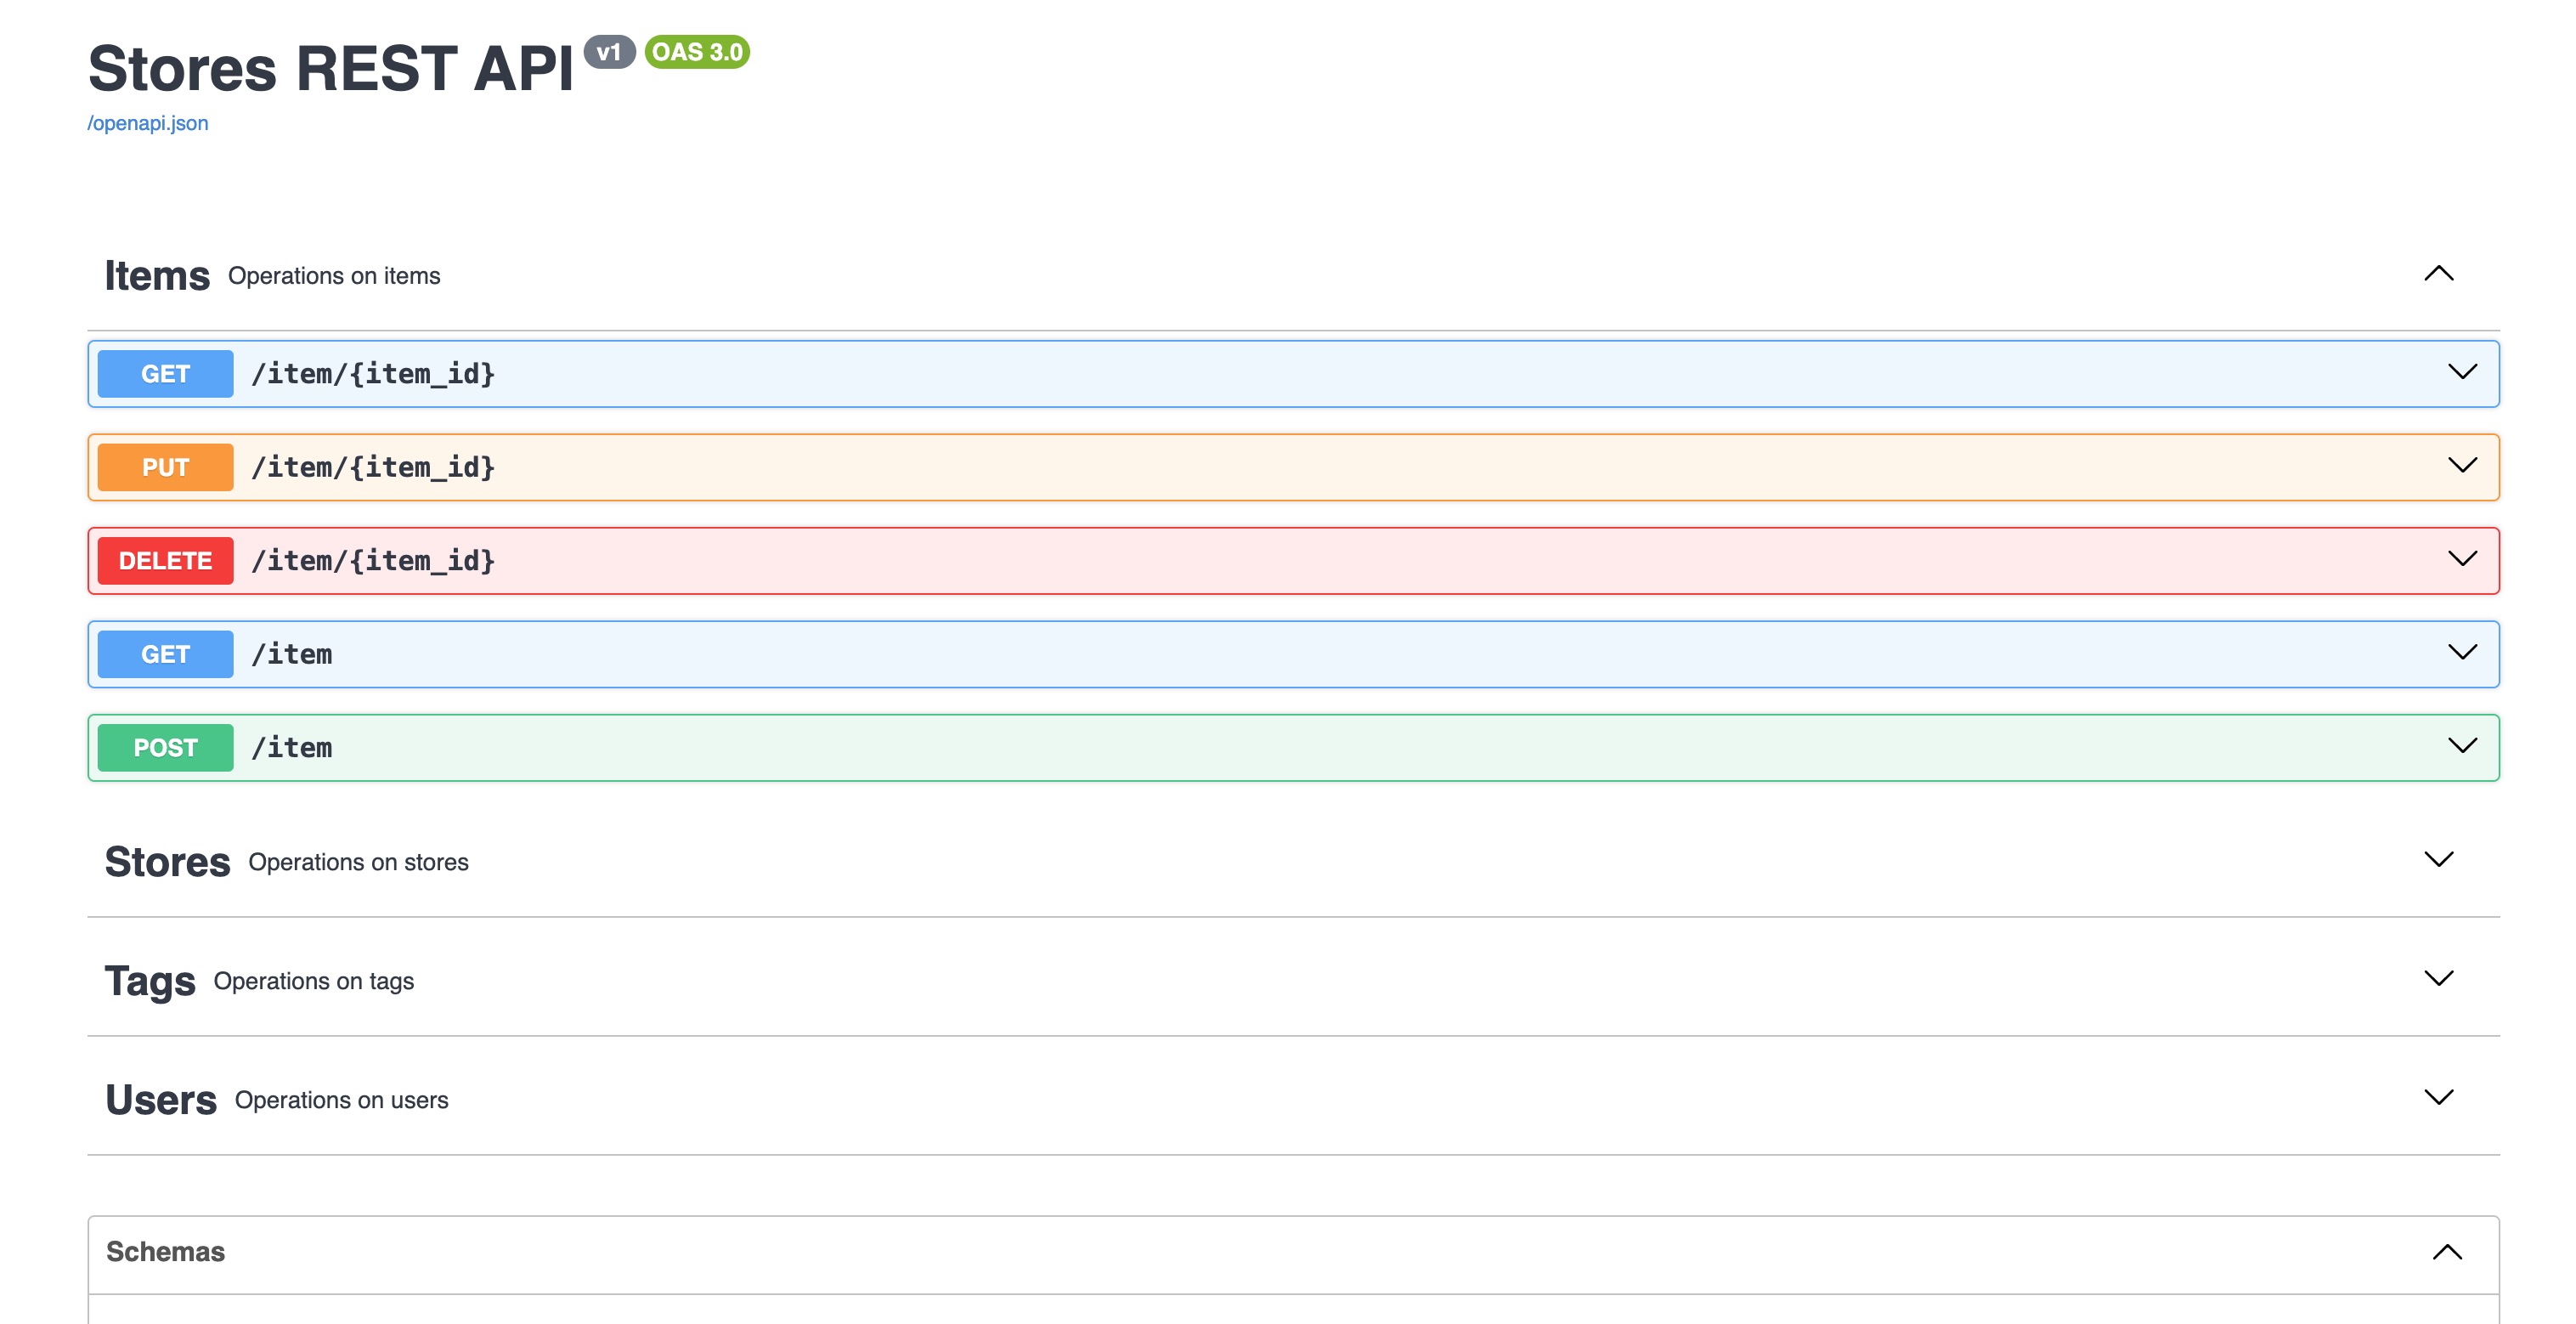 Stores REST API v1 OAS 3.0
/openapi.json
Items Operations on items
GET /item/{item_id}
PUT /item/{item_id}
DELETE /item/{item_id}
GET /item
POST /item
Stores Operations on stores
Tags Operations on tags
Users Operations on users
Schemas